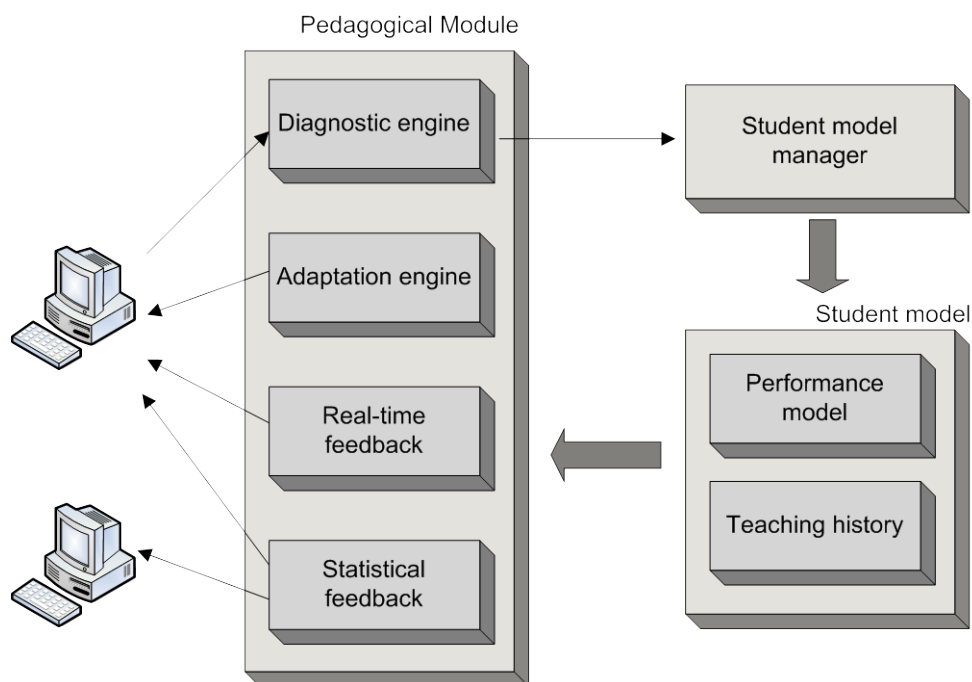 Pedagogical Module
Diagnostic engine
Student model
manager
Adaptation engine
Student model
Performance
model
Real-time
feedback
Teaching history
Statistical
feedback